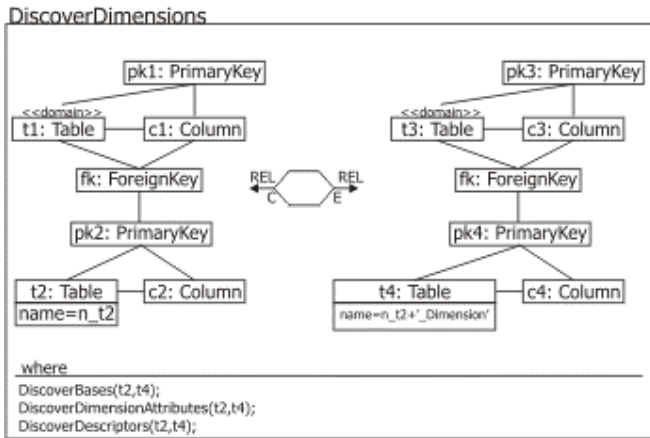 DiscoverDimensions
pk1: PrimaryKey
pk3: PrimaryKey
<<domain>>
<<domain>>
t1: Table
c1: Column
t3: Table
c3: Column
fk: ForeignKey
REL
REL
fk: ForeignKey
C
E
pk2: PrimaryKey
pk4: PrimaryKey
t2: Table
c2: Column
t4: Table
c4: Column
name=n_t2
name=n_t2+'_Dimension'
where
DiscoverBases(t2,t4);
DiscoverDimensionAttributes(t2,t4);
DiscoverDescriptors(t2,t4);